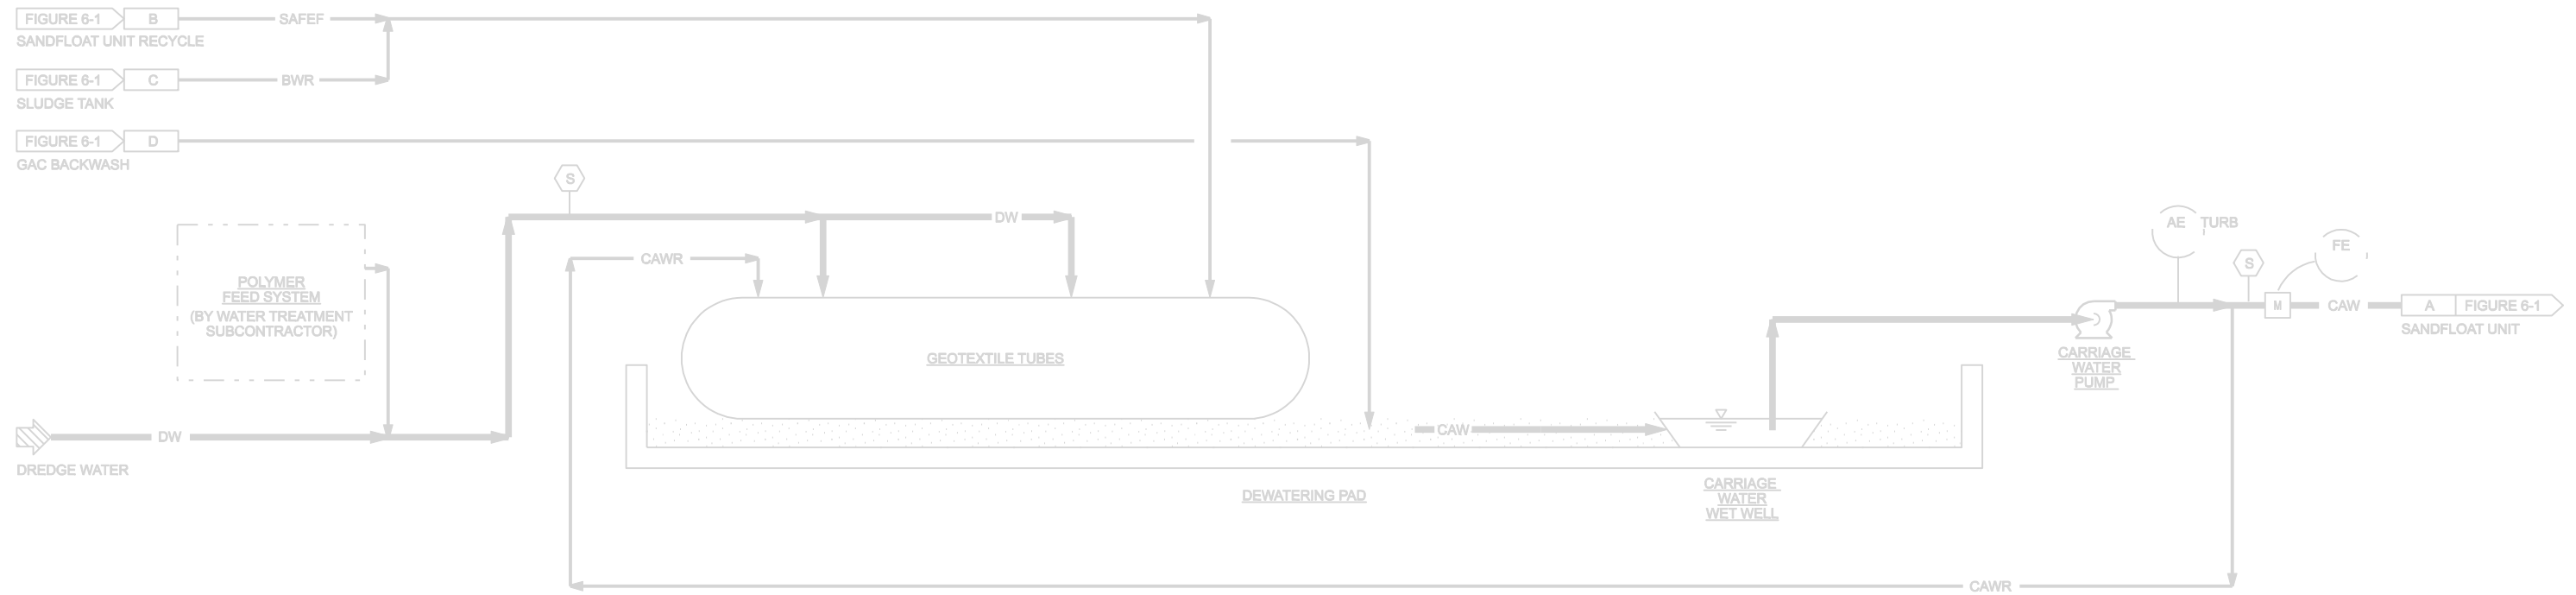 FIGURE 6-1 B SAFEF
SANDFLOAT UNIT RECYCLE
FIGURE 6-1 C BWR
SLUDGE TANK
FIGURE 6-1 D
GAC BACKWASH
S
DW
AE TURB
FE
S
CAWR
POLYMER
FEED SYSTEM
(BY WATER TREATMENT
SUBCONTRACTOR)
M CAW A FIGURE 6-1
SANDFLOAT UNIT
GEOTEXTILE TUBES
CARRIAGE
WATER
PUMP
CAW
DW
DREDGE WATER
DEWATERING PAD
CARRIAGE
WATER
WET WELL
CAWR